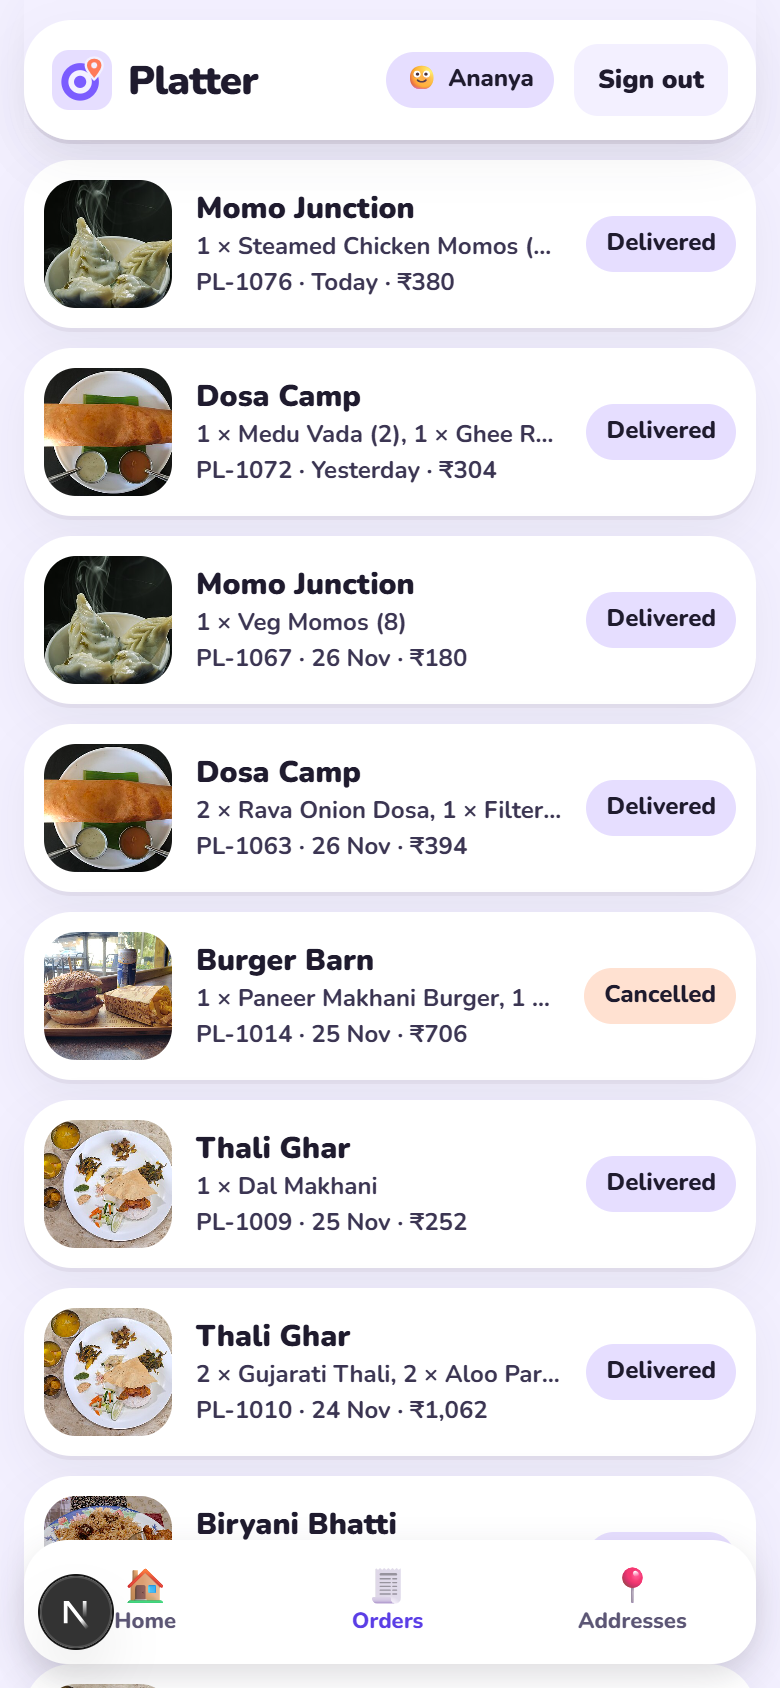 Platter
Ananya
Sign out
Momo Junction
1 × Steamed Chicken Momos (...
PL-1076 · Today · ₹380
Delivered
Dosa Camp
1 × Medu Vada (2), 1 × Ghee R...
PL-1072 · Yesterday · ₹304
Delivered
Momo Junction
1 × Veg Momos (8)
PL-1067 · 26 Nov · ₹180
Delivered
Dosa Camp
2 × Rava Onion Dosa, 1 × Filter...
PL-1063 · 26 Nov · ₹394
Delivered
Burger Barn
1 × Paneer Makhani Burger, 1 ...
PL-1014 · 25 Nov · ₹706
Cancelled
Thali Ghar
1 × Dal Makhani
PL-1009 · 25 Nov · ₹252
Delivered
Thali Ghar
2 × Gujarati Thali, 2 × Aloo Par...
PL-1010 · 24 Nov · ₹1,062
Delivered
Biryani Bhatti
N
Home
Orders
Addresses